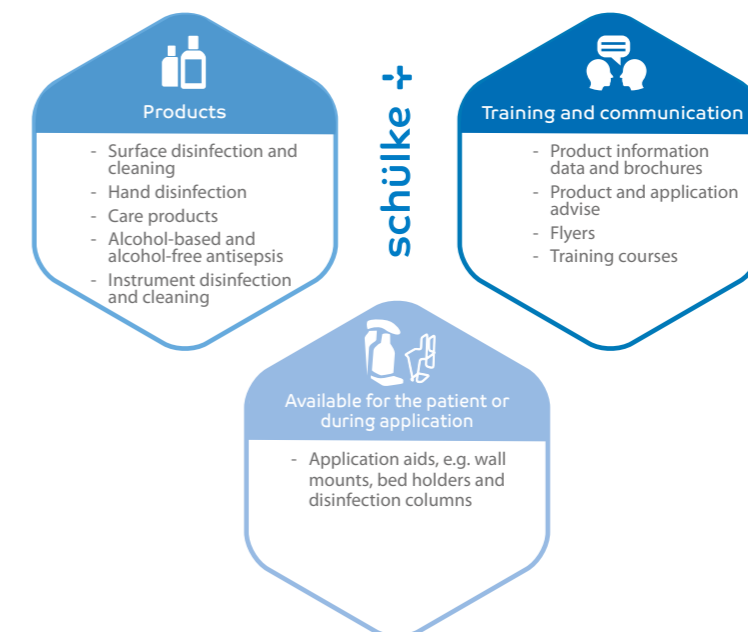 Products
- Surface disinfection and
cleaning
- Hand disinfection
- Care products
- Alcohol-based and
alcohol-free antisepsis
- Instrument disinfection
and cleaning
schülke
Training and communication
- Product information
data and brochures
- Product and application
advise
- Flyers
- Training courses
Available for the patient or
during application
- Application aids, e.g. wall
mounts, bed holders and
disinfection columns